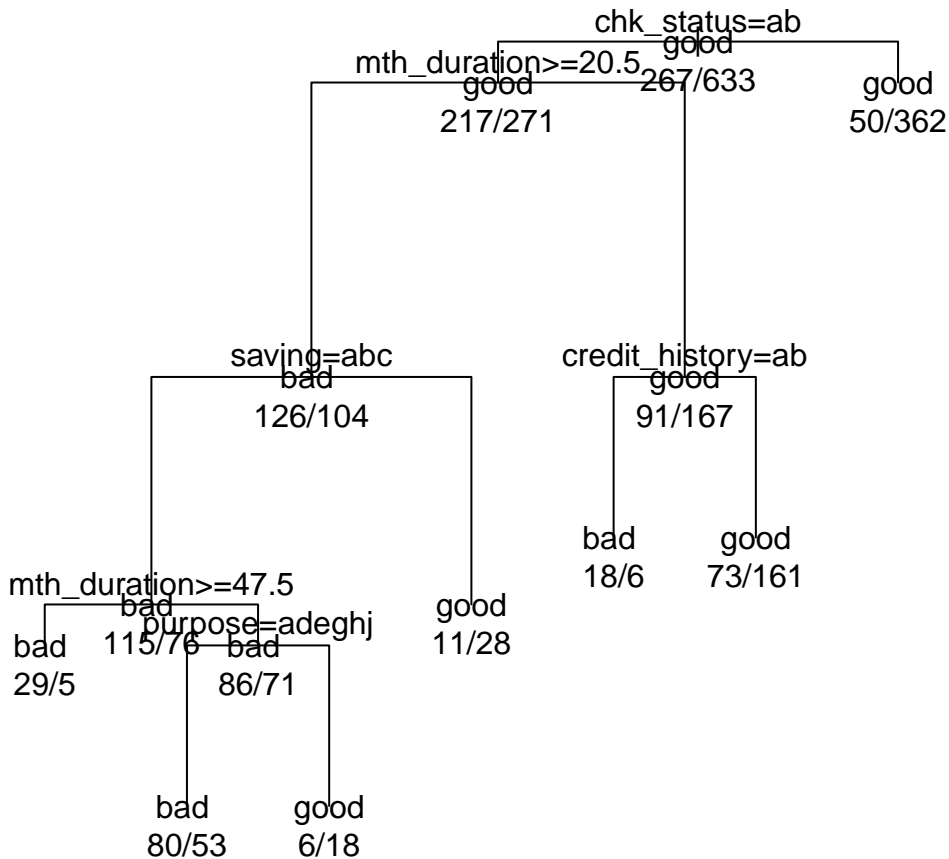 chk_status=ab
good
267/633
mth_duration>=20.5
good
217/271
good
50/362
saving=abc
bad
126/104
credit_history=ab
good
91/167
bad
18/6
good
73/161
mth_duration>=47.5
bad
115/76
good
11/28
bad
29/5
purpose=adeghj
bad
86/71
bad
80/53
good
6/18